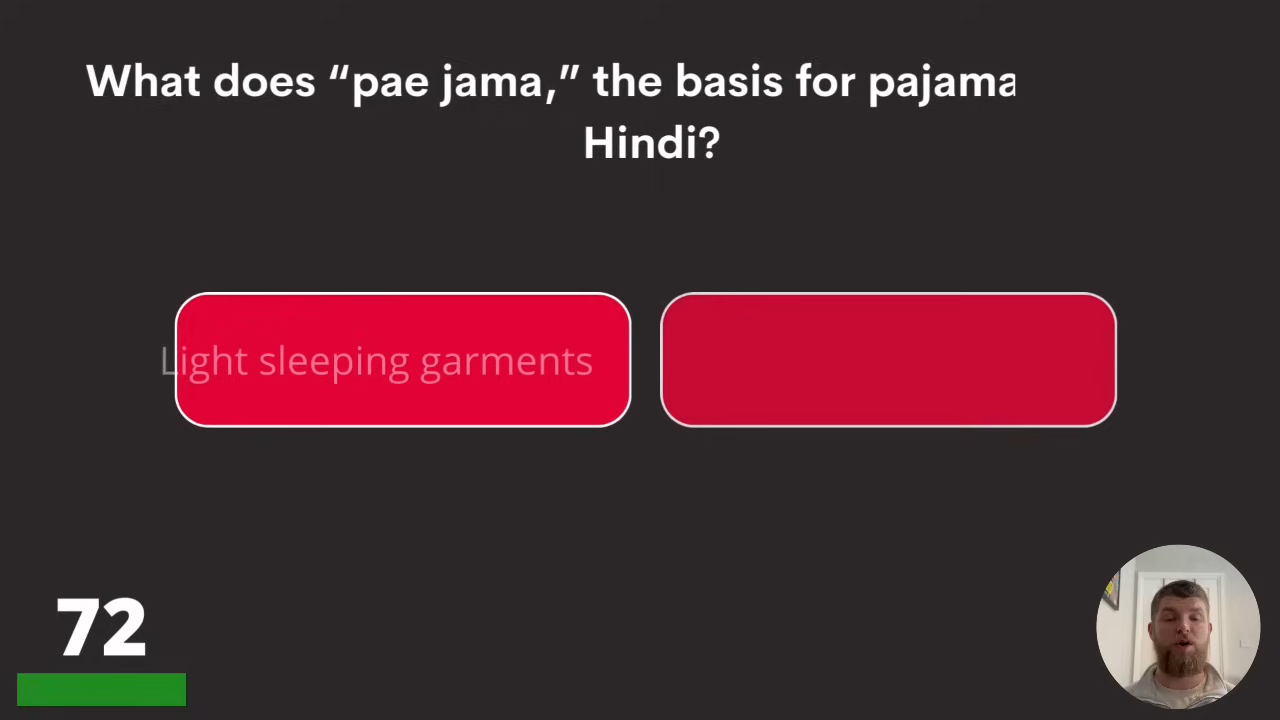 What does “pae jama,” the basis for pajama
Hindi?
Light sleeping garments
72